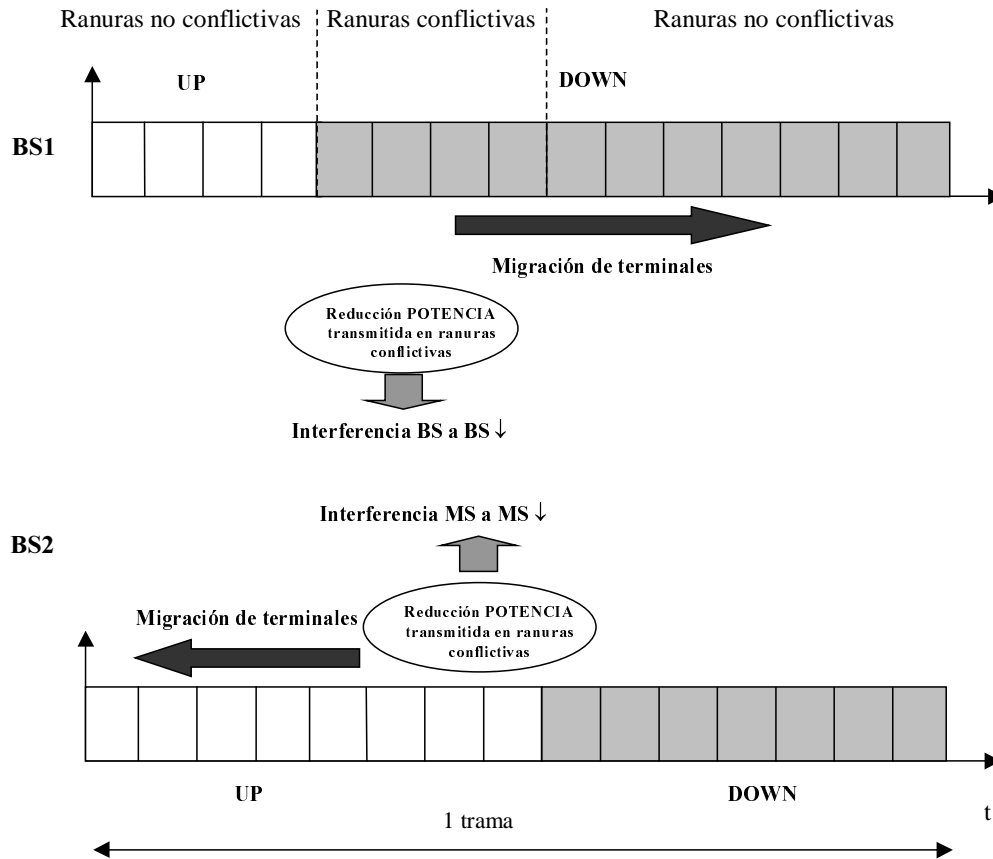 Ranuras no conflictivas
Ranuras conflictivas
Ranuras no conflictivas
UP
DOWN
BS1
Migración de terminales
Reducción POTENCIA
transmitida en ranuras
conflictivas
Interferencia BS a BS ↓
Interferencia MS a MS ↓
BS2
Migración de terminales
Reducción POTENCIA
transmitida en ranuras
conflictivas
UP
DOWN
1 trama
t